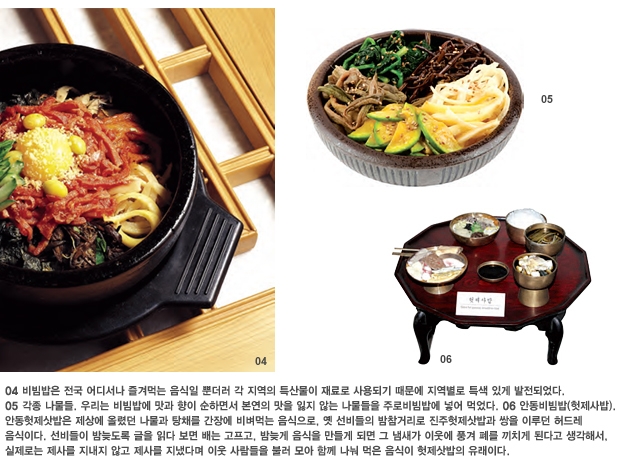 05
04
헛제사밥
06
04 비빔밥은 전국 어디서나 즐겨먹는 음식일 뿐더러 각 지역의 특산물이 재료로 사용되기 때문에 지역별로 특색 있게 발전되었다.
05 각종 나물들. 우리는 비빔밥에 맛과 향이 순하면서 본연의 맛을 잃지 않는 나물들을 주로비빔밥에 넣어 먹었다. 06 안동비빔밥(헛제사밥).
안동헛젯삿밥은 제상에 올렸던 나물과 탕채를 간장에 비벼먹는 음식으로, 옛 선비들의 밤참거리로 진주헛젯삿밥과 쌍을 이루던 허드레
음식이다. 선비들이 밤늦도록 글을 읽다 보면 배는 고프고, 밤늦게 음식을 만들게 되면 그 냄새가 이웃에 풍겨 폐를 끼치게 된다고 생각해서,
실제로는 제사를 지내지 않고 제사를 지냈다며 이웃 사람들을 불러 모아 함께 나눠 먹은 음식이 헛제삿밥의 유래이다.